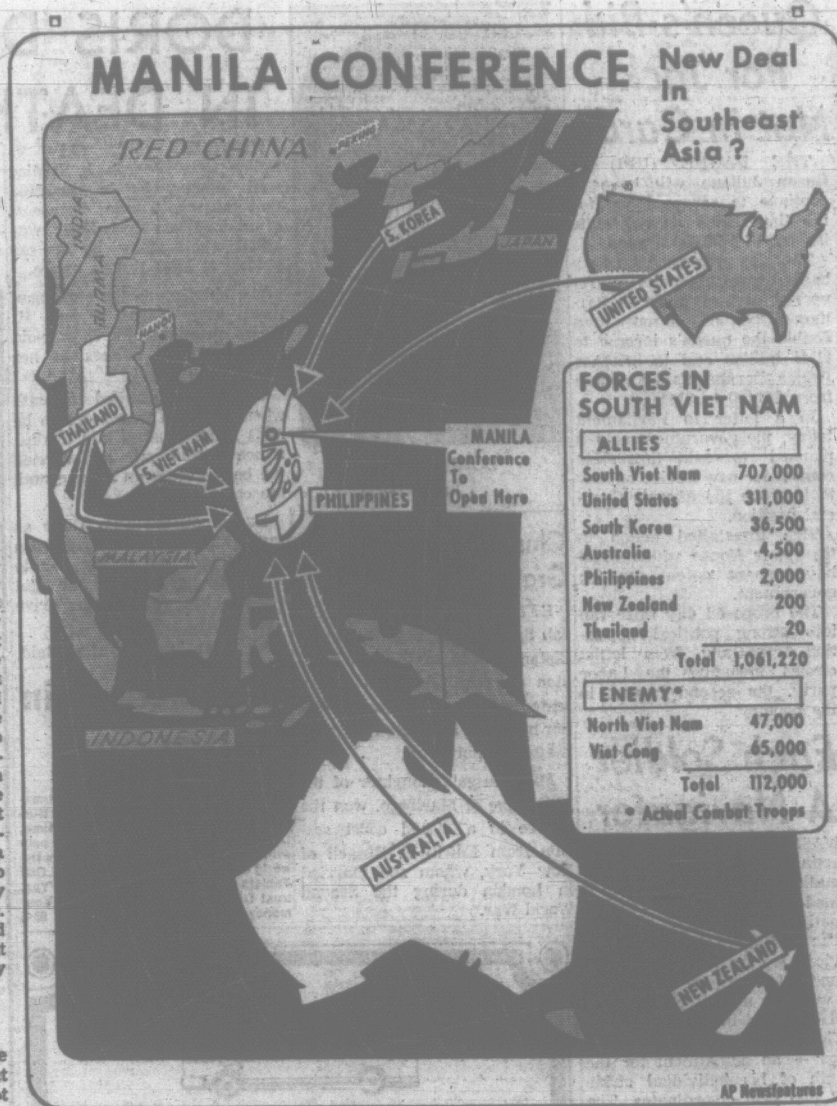 MANILA CONFERENCE
New Deal
In
Southeast
Asia ?
RED CHINA
PEKING
INDIA
BURMA
HANOI
S. KOREA
JAPAN
UNITED STATES
THAILAND
S. VIET NAM
PHILIPPINES
MANILA
Conference
To
Open Here
MALAYSIA
INDONESIA
AUSTRALIA
NEW ZEALAND
FORCES IN
SOUTH VIET NAM
ALLIES
South Viet Nam 707,000
United States 311,000
South Korea 36,500
Australia 4,500
Philippines 2,000
New Zealand 200
Thailand 20
Total 1,061,220
ENEMY*
North Viet Nam 47,000
Viet Cong 65,000
Total 112,000
* Actual Combat Troops
AP Newsfeatures